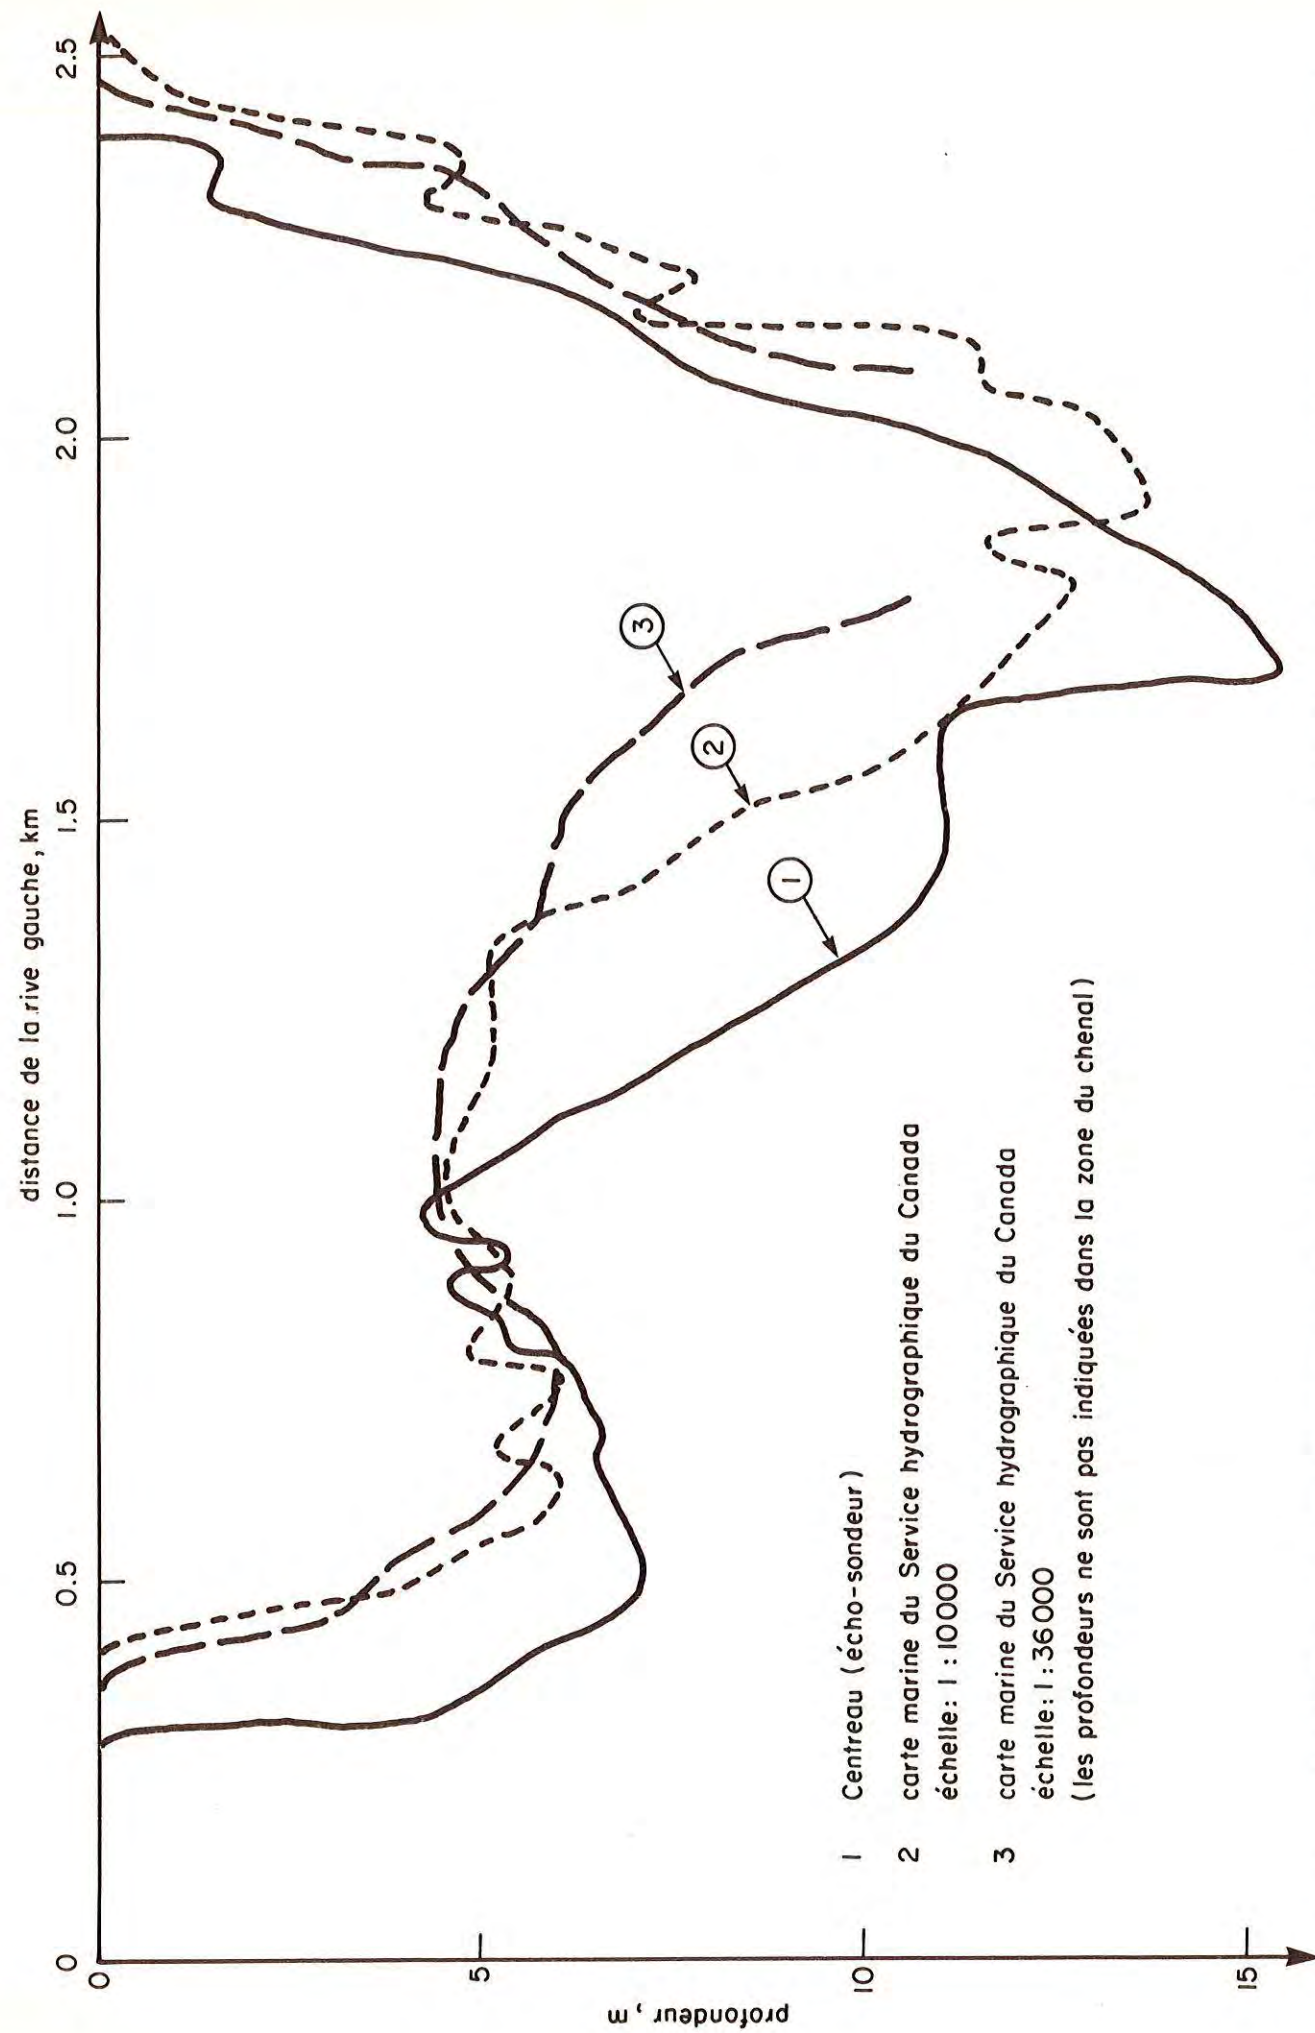 distance de la rive gauche, km
0
0.5
1.0
1.5
2.0
2.5
0
5
10
15
profondeur, m
3
2
1
1 Centreau (écho-sondeur)
2 carte marine du Service hydrographique du Canada
échelle: 1:10000
3 carte marine du Service hydrographique du Canada
échelle: 1:36000
(les profondeurs ne sont pas indiquées dans la zone du chenal)